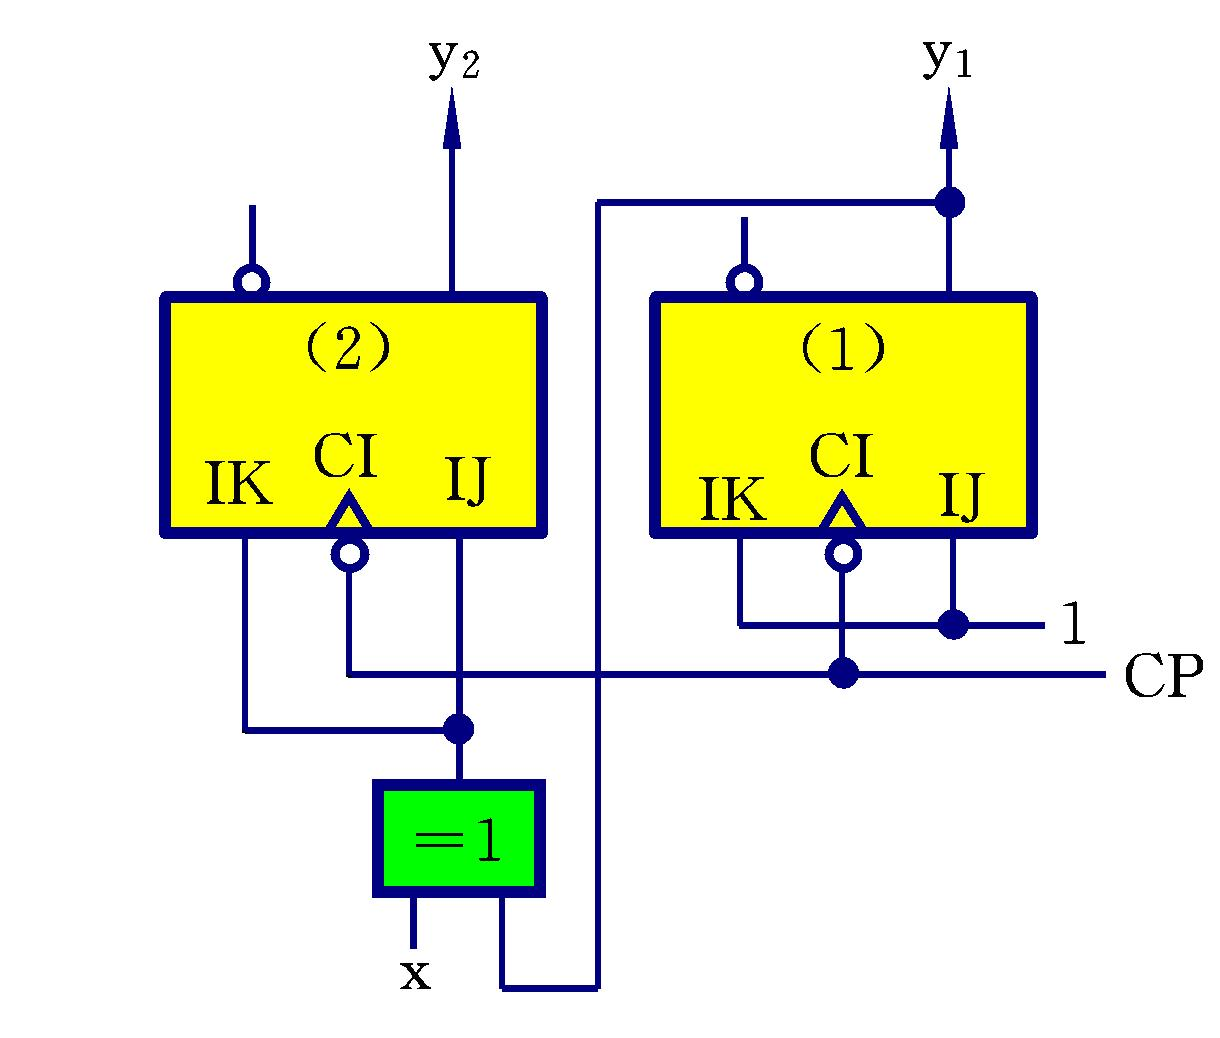 y2 y1
(2) (1)
IK CI IJ IK CI IJ
1
CP
=1
x